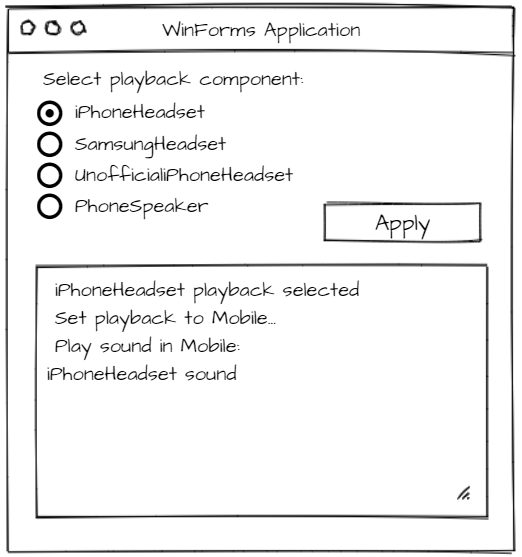 WinForms Application
Select playback component:
iPhoneHeadset
SamsungHeadset
UnofficialiPhoneHeadset
PhoneSpeaker
Apply
iPhoneHeadset playback selected
Set playback to Mobile...
Play sound in Mobile:
iPhoneHeadset sound